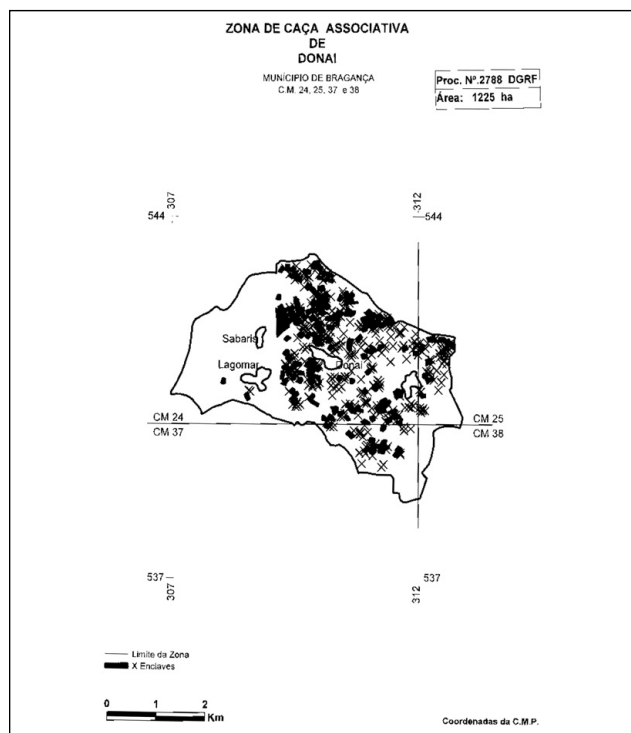 ZONA DE CAÇA ASSOCIATIVA
DE
DONAI
MUNICÍPIO DE BRAGANÇA
C.M. 24, 25, 37 e 38
Proc. Nº.2788 DGRF
Área: 1225 ha
307
312
544
544
Sabariz
Lagomar
Donai
CM 24
CM 25
CM 37
CM 38
537
537
307
312
Limite da Zona
X Enclaves
0 1 2
Km
Coordenadas da C.M.P.